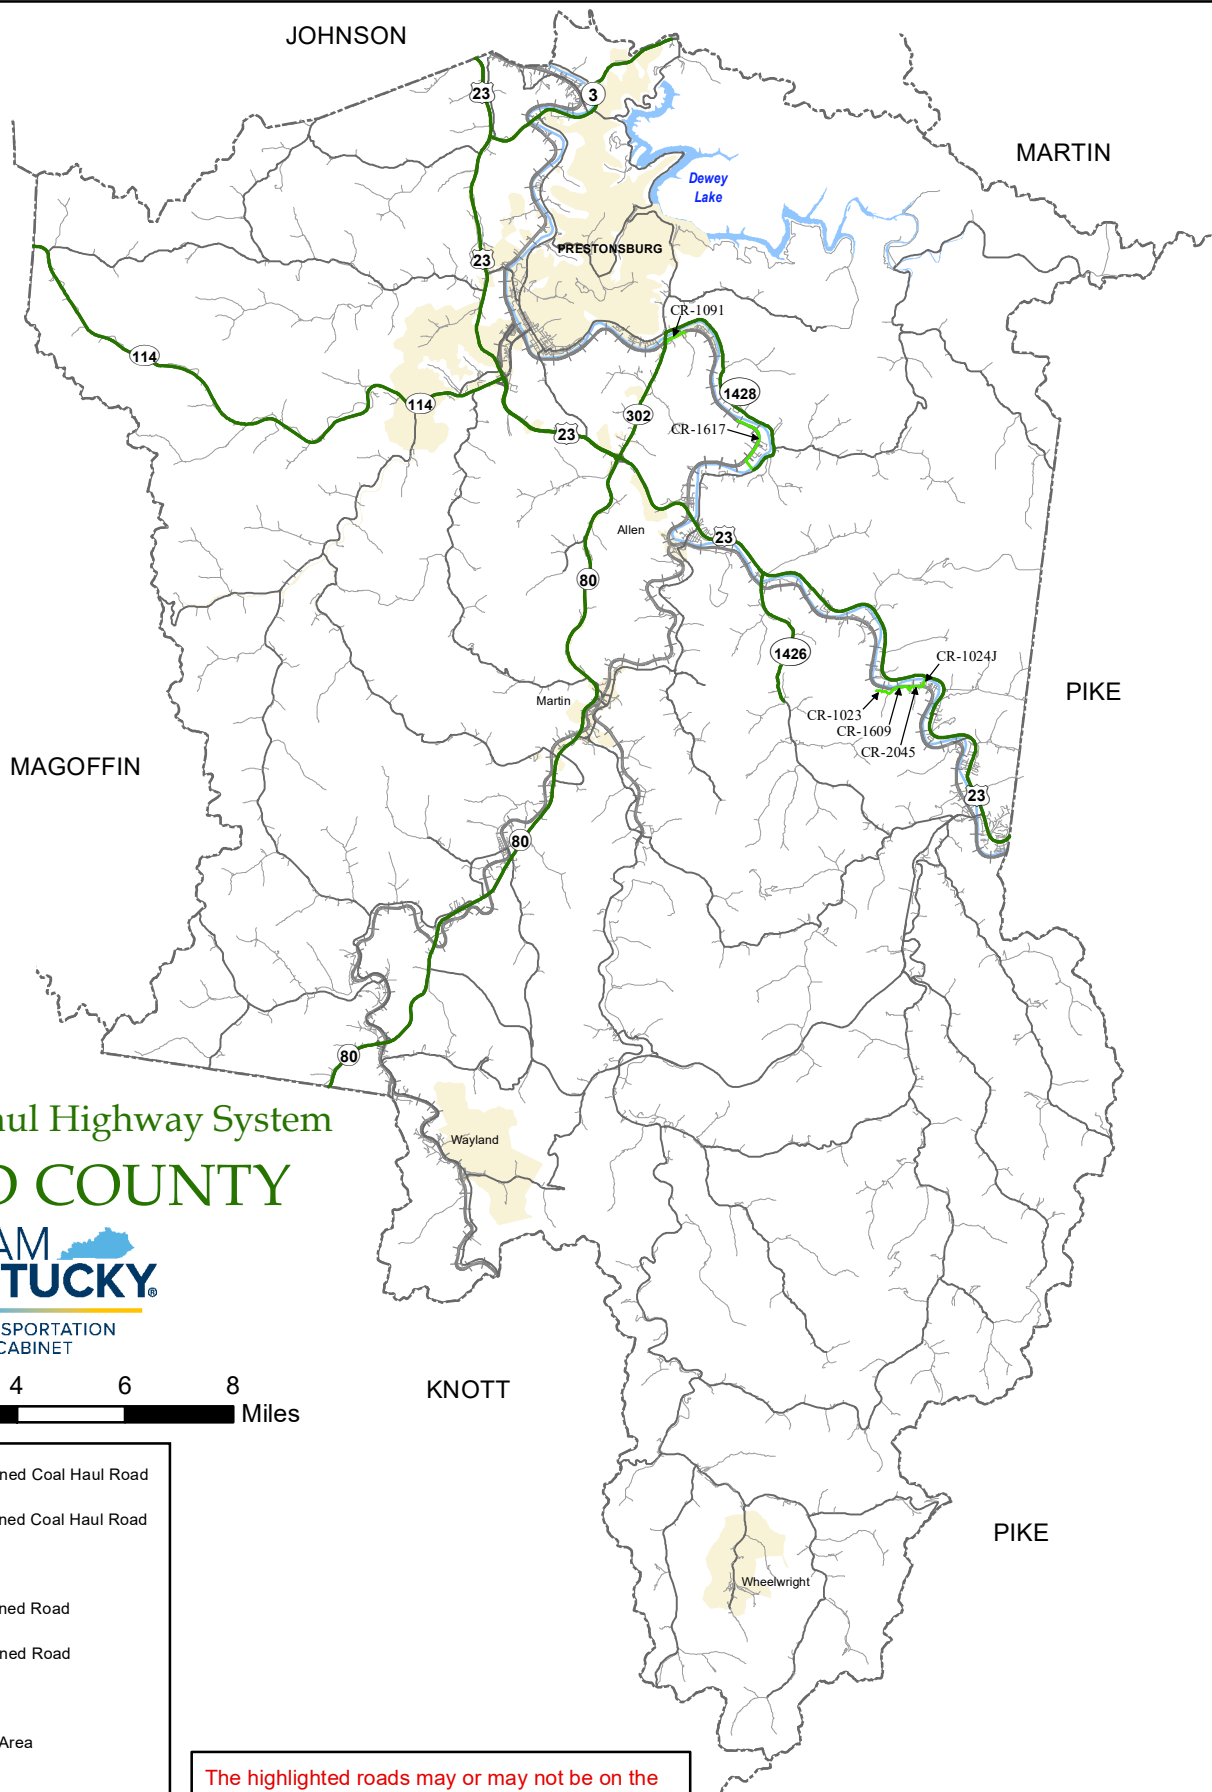 JOHNSON
23
3
MARTIN
Dewey
Lake
PRESTONSBURG
23
CR-1091
114
1428
114
302
CR-1617
23
Allen
23
80
1426
CR-1024J
PIKE
Martin
CR-1023
CR-1609
CR-2045
MAGOFFIN
23
80
80
aul Highway System
D COUNTY
Wayland
AM
TUCKY®
SPORTATION
CABINET
4 6 8
Miles
KNOTT
ned Coal Haul Road
ned Coal Haul Road
PIKE
Wheelwright
ned Road
ned Road
Area
The highlighted roads may or may not be on the